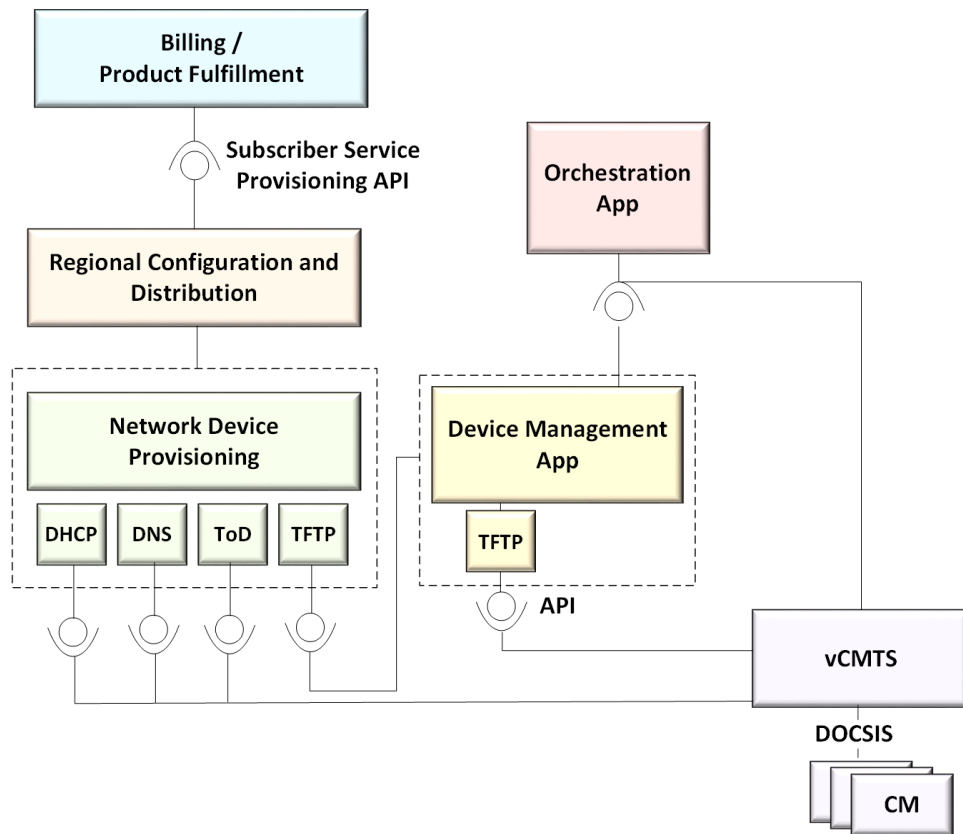 Billing /
Product Fulfillment
Subscriber Service
Provisioning API
Orchestration
App
Regional Configuration and
Distribution
Network Device
Provisioning
Device Management
App
DHCP
DNS
ToD
TFTP
TFTP
API
vCMTS
DOCSIS
CM